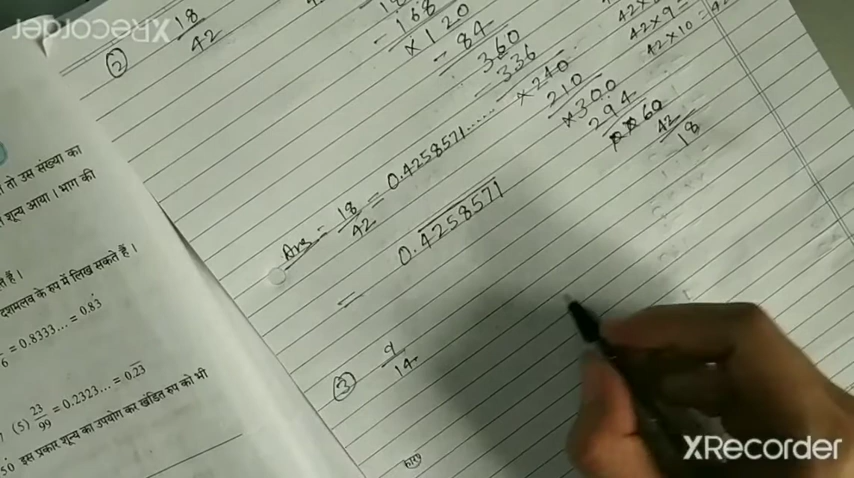 XRecorder
② 18/42
168
× 120
- 84
360
- 336
× 240
210
× 300
294
× × 60
42
18
42 × 9 =
42 × 10 =
Ans = 18/42 = 0.4258571......
= 0.4258571
③ 9/14
तो उस संख्या का
शून्य आया । भाग की
ते हैं ।
दशमलव के रुप में लिख सकते हैं ।
= 0.8333... = 0.83̇
(5) 23/99 = 0.2323... = 0.23
इस प्रकार शून्य का उपयोग कर खंडित रुप को भी
XRecorder